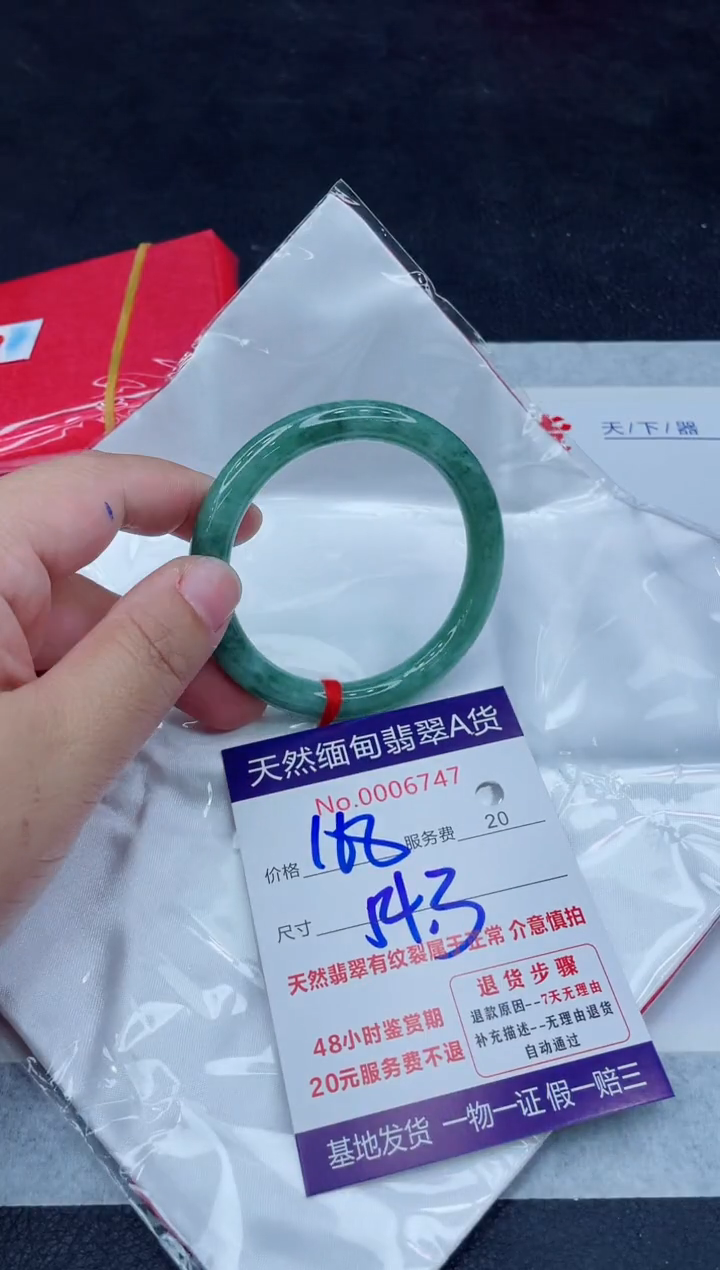 天/下/器
天然缅甸翡翠A货
No.0006747
价格 168 服务费 20
尺寸 54.3
天然翡翠有纹裂属于正常 介意慎拍
48小时鉴赏期
20元服务费不退
退货步骤
退款原因--7天无理由
补充描述--无理由退货
自动通过
基地发货 一物一证 假一赔三